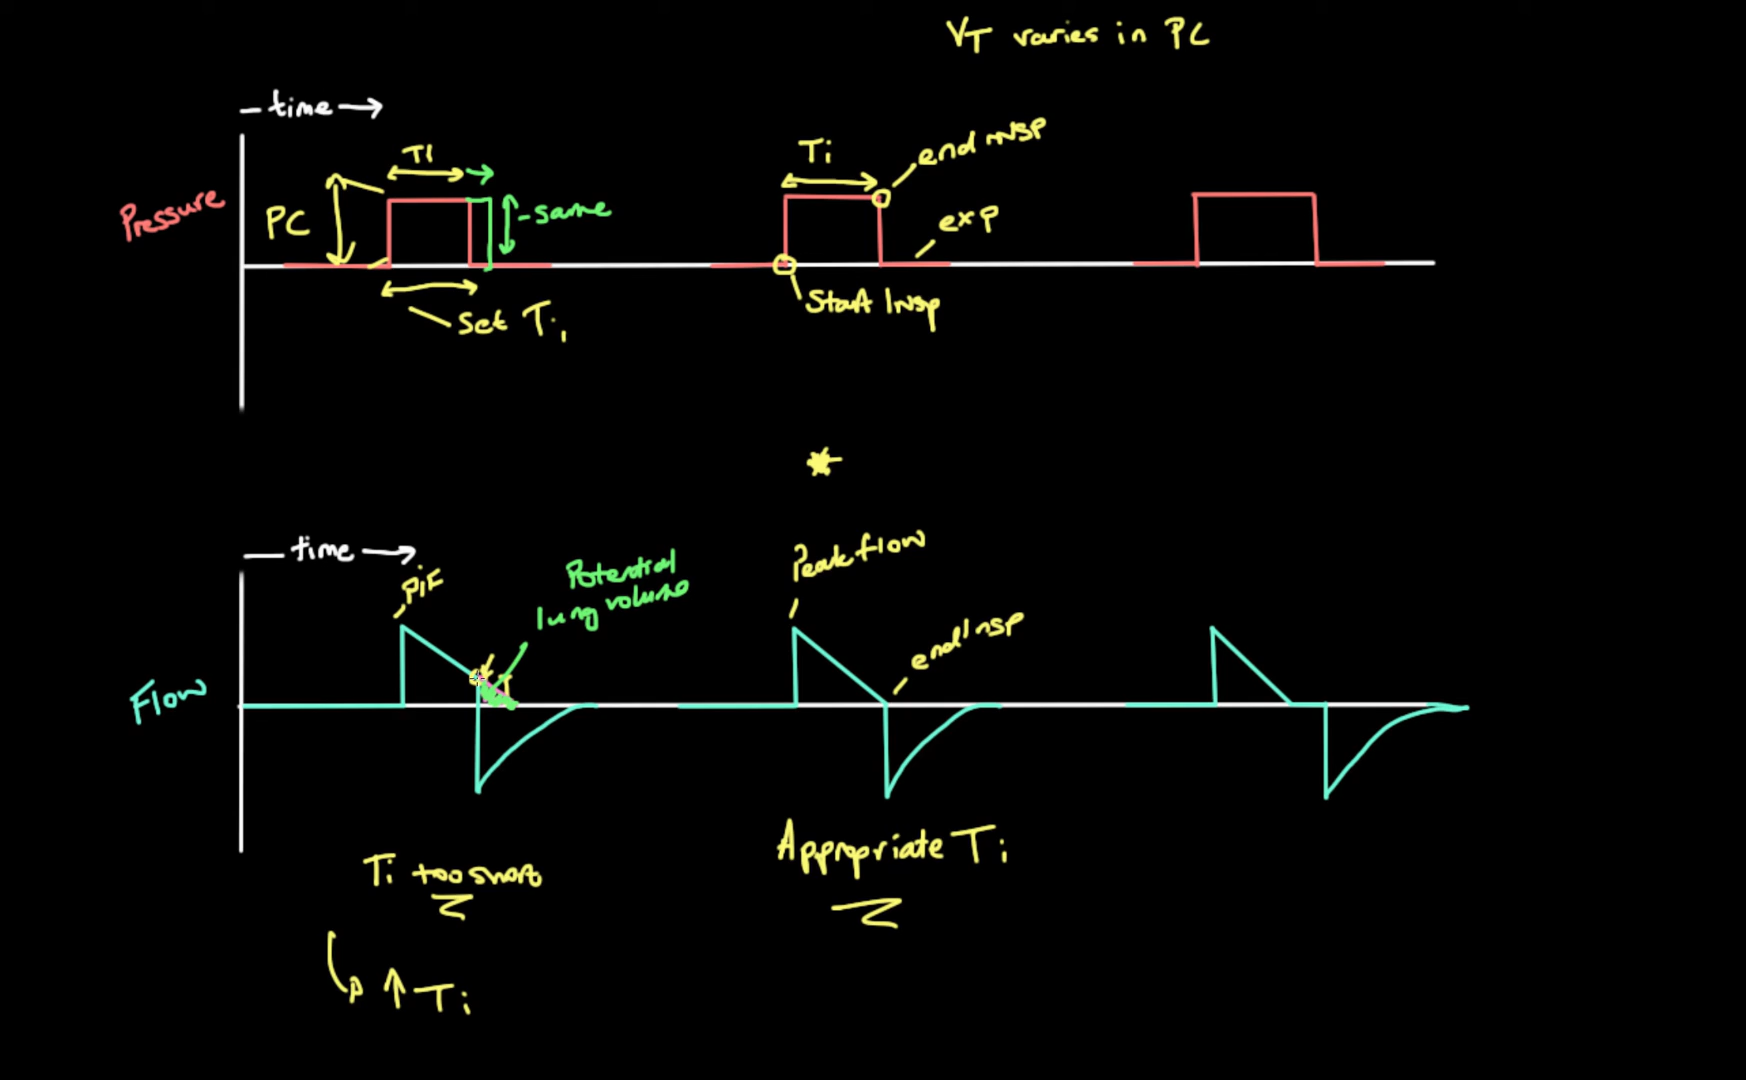 VT varies in PC
time
Ti
Ti
end insp
Pressure
PC
same
exp
Start Insp
Set Ti
time
PiF
Potential
lung volume
Peak flow
end Insp
Flow
Ti too short
Appropriate Ti
↑ Ti